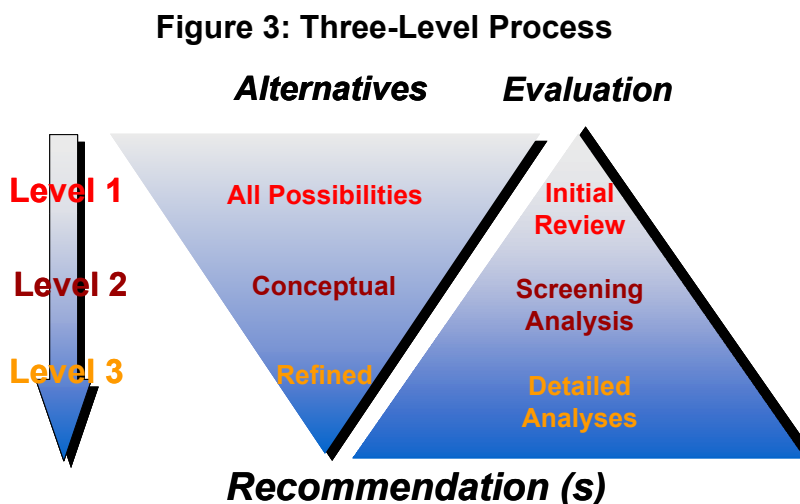 Figure 3: Three-Level Process
Alternatives
Evaluation
Level 1
All Possibilities
Initial
Review
Level 2
Conceptual
Screening
Analysis
Level 3
Refined
Detailed
Analyses
Recommendation (s)